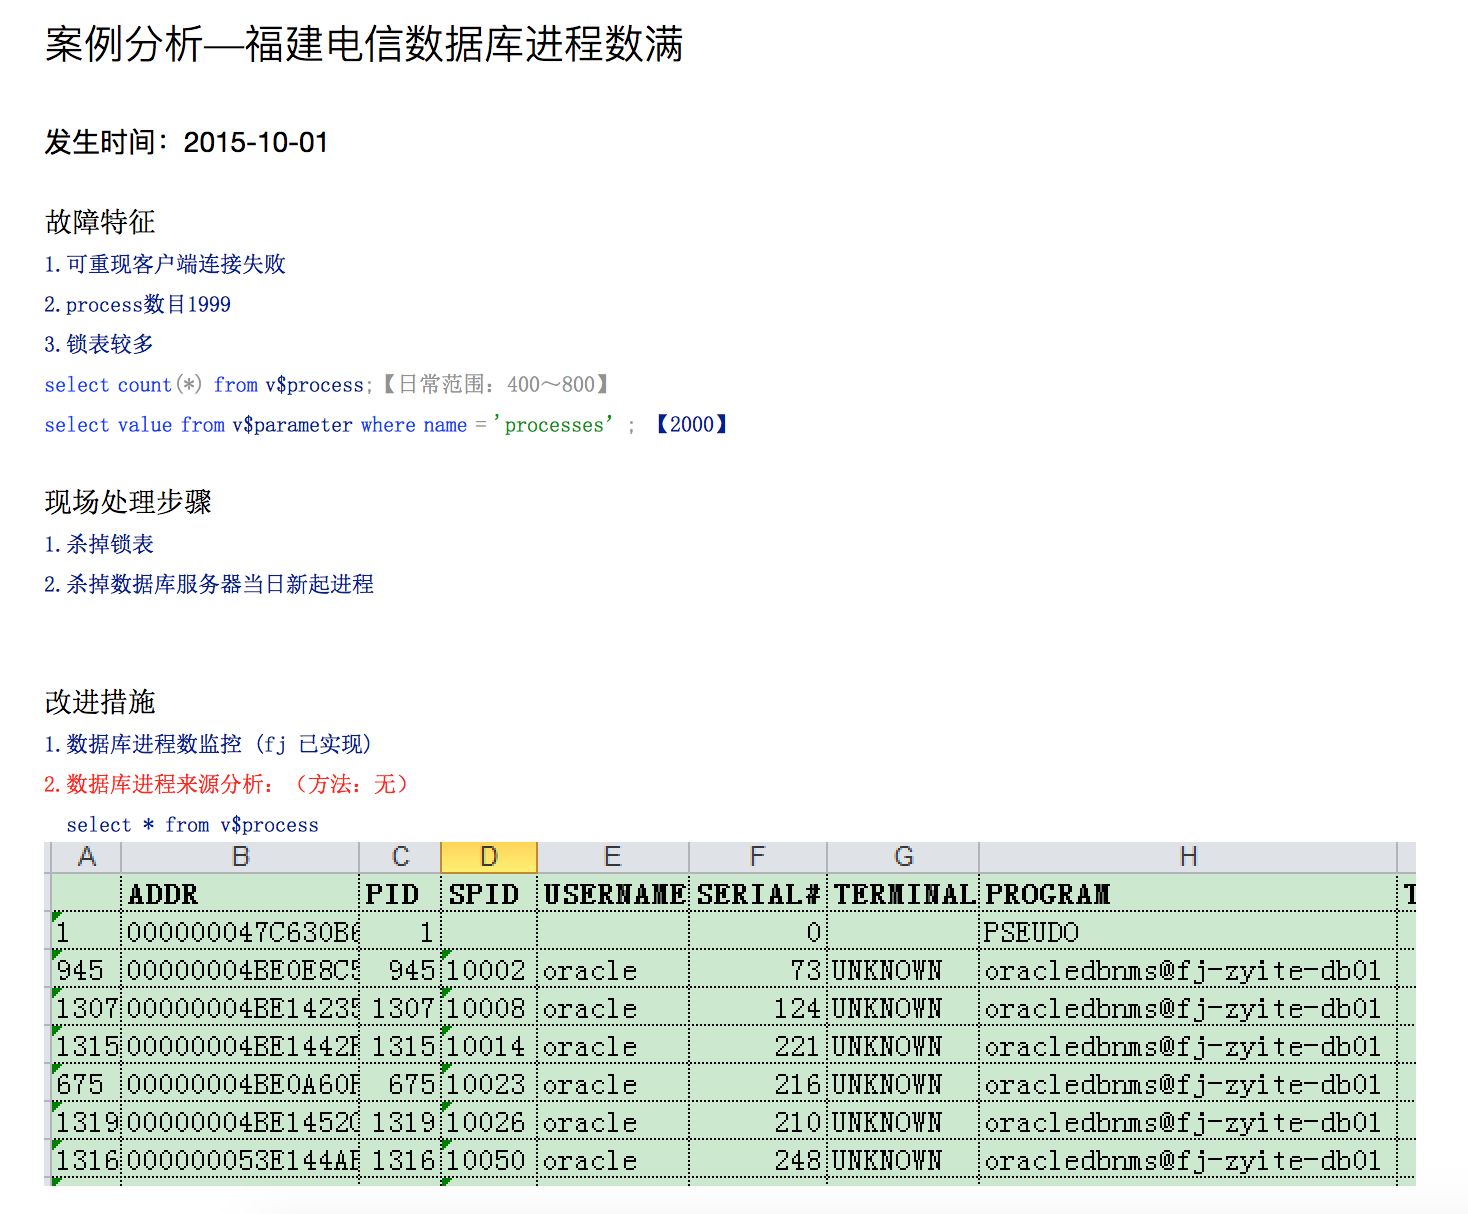 案例分析—福建电信数据库进程数满
发生时间：2015-10-01
故障特征
1.可重现客户端连接失败
2.process数目1999
3.锁表较多
select count(*) from v$process;【日常范围：400～800】
select value from v$parameter where name ='processes' ; 【2000】
现场处理步骤
1.杀掉锁表
2.杀掉数据库服务器当日新起进程
改进措施
1.数据库进程数监控 (fj 已实现)
2.数据库进程来源分析：（方法：无）
select * from v$process
A B C D E F G H
ADDR PID SPID USERNAME SERIAL# TERMINAL PROGRAM T
1 000000047C630B6 1 0 PSEUDO
945 00000004BE0E8C5 945 10002 oracle 73 UNKNOWN oracledbnms@fj-zyite-db01
1307 00000004BE14235 1307 10008 oracle 124 UNKNOWN oracledbnms@fj-zyite-db01
1315 00000004BE1442 1315 10014 oracle 221 UNKNOWN oracledbnms@fj-zyite-db01
675 00000004BE0A60 675 10023 oracle 216 UNKNOWN oracledbnms@fj-zyite-db01
1319 00000004BE1452 1319 10026 oracle 210 UNKNOWN oracledbnms@fj-zyite-db01
1316 000000053E144A 1316 10050 oracle 248 UNKNOWN oracledbnms@fj-zyite-db01